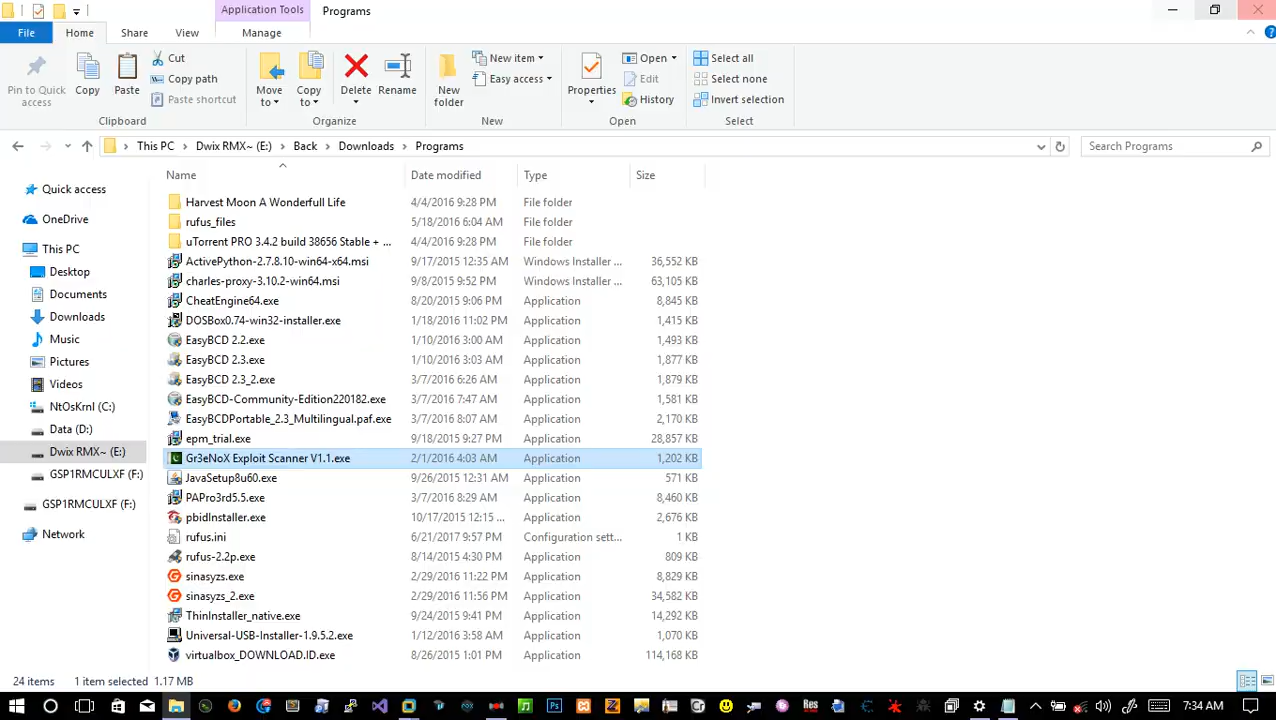 Application Tools Programs
File Home Share View Manage
Pin to Quick access
Copy
Paste
Cut
Copy path
Paste shortcut
Clipboard
Move to
Copy to
Delete
Rename
Organize
New folder
New item
Easy access
New
Properties
Open
Edit
History
Open
Select all
Select none
Invert selection
Select
This PC Dwix RMX~ (E:) Back Downloads Programs
Search Programs
Quick access
OneDrive
This PC
Desktop
Documents
Downloads
Music
Pictures
Videos
NtOsKrnl (C:)
Data (D:)
Dwix RMX~ (E:)
GSP1RMCULXF (F:)
GSP1RMCULXF (F:)
Network
Name Date modified Type Size
Harvest Moon A Wonderfull Life 4/4/2016 9:28 PM File folder
rufus_files 5/18/2016 6:04 AM File folder
uTorrent PRO 3.4.2 build 38656 Stable + ... 4/4/2016 9:28 PM File folder
ActivePython-2.7.8.10-win64-x64.msi 9/17/2015 12:35 AM Windows Installer ... 36,552 KB
charles-proxy-3.10.2-win64.msi 9/8/2015 9:52 PM Windows Installer ... 63,105 KB
CheatEngine64.exe 8/20/2015 9:06 PM Application 8,845 KB
DOSBox0.74-win32-installer.exe 1/18/2016 11:02 PM Application 1,415 KB
EasyBCD 2.2.exe 1/10/2016 3:00 AM Application 1,493 KB
EasyBCD 2.3.exe 1/10/2016 3:03 AM Application 1,877 KB
EasyBCD 2.3_2.exe 3/7/2016 6:26 AM Application 1,879 KB
EasyBCD-Community-Edition220182.exe 3/7/2016 7:47 AM Application 1,581 KB
EasyBCDPortable_2.3_Multilingual.paf.exe 3/7/2016 8:07 AM Application 2,170 KB
epm_trial.exe 9/18/2015 9:27 PM Application 28,857 KB
Gr3eNoX Exploit Scanner V1.1.exe 2/1/2016 4:03 AM Application 1,202 KB
JavaSetup8u60.exe 9/26/2015 12:31 AM Application 571 KB
PAPro3rd5.5.exe 3/7/2016 8:29 AM Application 8,460 KB
pbidInstaller.exe 10/17/2015 12:15 ... Application 2,676 KB
rufus.ini 6/21/2017 9:57 PM Configuration sett... 1 KB
rufus-2.2p.exe 8/14/2015 4:30 PM Application 809 KB
sinasyzs.exe 2/29/2016 11:22 PM Application 8,829 KB
sinasyzs_2.exe 2/29/2016 11:56 PM Application 34,582 KB
ThinInstaller_native.exe 9/24/2015 9:41 PM Application 14,292 KB
Universal-USB-Installer-1.9.5.2.exe 1/12/2016 3:58 AM Application 1,070 KB
virtualbox_DOWNLOAD.ID.exe 8/26/2015 1:01 PM Application 114,168 KB
24 items 1 item selected 1.17 MB
7:34 AM